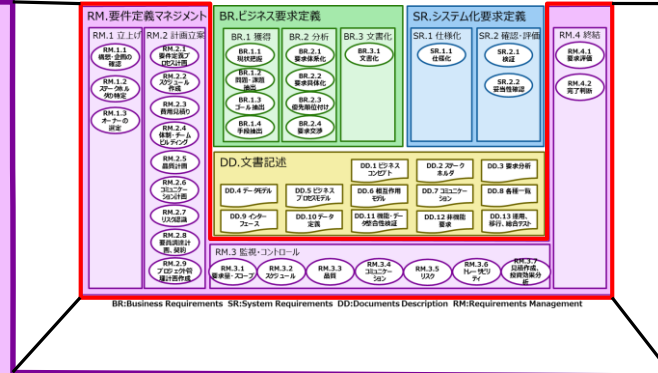 RM.要件定義マネジメント
RM.1 立上げ
RM.1.1
構想・企画の
確認
RM.1.2
ステークホル
ダの特定
RM.1.3
オーナーの
選定
RM.2 計画立案
RM.2.1
要件定義プ
ロセス計画
RM.2.2
スケジュール
作成
RM.2.3
費用見積り
RM.2.4
体制・チーム
ビルディング
RM.2.5
品質計画
RM.2.6
コミュニケー
ション計画
RM.2.7
リスク認識
RM.2.8
要員調達計
画、契約
RM.2.9
プロジェクト管
理計画作成
BR.ビジネス要求定義
BR.1 獲得
BR.1.1
現状把握
BR.1.2
問題・課題
抽出
BR.1.3
ゴール抽出
BR.1.4
手段抽出
BR.2 分析
BR.2.1
要求体系化
BR.2.2
要求具体化
BR.2.3
優先順位付け
BR.2.4
要求交渉
BR.3 文書化
BR.3.1
文書化
SR.システム化要求定義
SR.1 仕様化
SR.1.1
仕様化
SR.2 確認・評価
SR.2.1
検証
SR.2.2
妥当性確認
RM.4 終結
RM.4.1
要求評価
RM.4.2
完了判断
DD.文書記述
DD.1 ビジネス
コンセプト
DD.2 ステーク
ホルダ
DD.3 要求分析
DD.4 データモデル
DD.5 ビジネス
プロセスモデル
DD.6 相互作用
モデル
DD.7 コミュニケー
ション
DD.8 各種一覧
DD.9 インター
フェース
DD.10 データ
定義
DD.11 機能・デー
タ整合性検証
DD.12 非機能
要求
DD.13 運用、
移行、総合テスト
RM.3 監視・コントロール
RM.3.1
要求量・スコープ
RM.3.2
スケジュール
RM.3.3
品質
RM.3.4
コミュニケー
ション
RM.3.5
リスク
RM.3.6
トレーサビリ
ティ
RM.3.7
見積作成、
投資効果分
析
BR:Business Requirements SR:System Requirements DD:Documents Description RM:Requirements Management